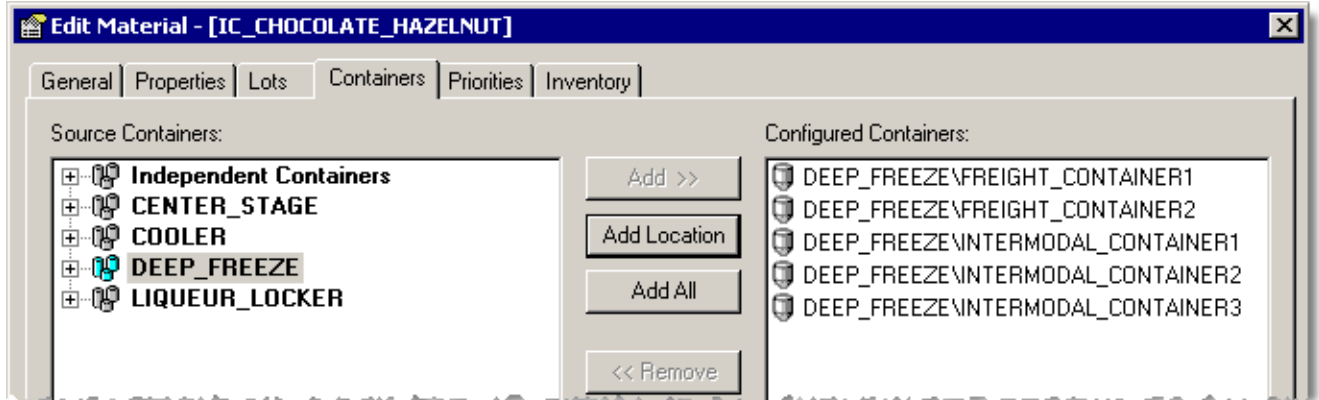 Edit Material - [IC_CHOCOLATE_HAZELNUT]
General Properties Lots Containers Priorities Inventory
Source Containers:
Independent Containers
CENTER_STAGE
COOLER
DEEP_FREEZE
LIQUEUR_LOCKER
Add >>
Add Location
Add All
<< Remove
Configured Containers:
DEEP_FREEZE\FREIGHT_CONTAINER1
DEEP_FREEZE\FREIGHT_CONTAINER2
DEEP_FREEZE\INTERMODAL_CONTAINER1
DEEP_FREEZE\INTERMODAL_CONTAINER2
DEEP_FREEZE\INTERMODAL_CONTAINER3